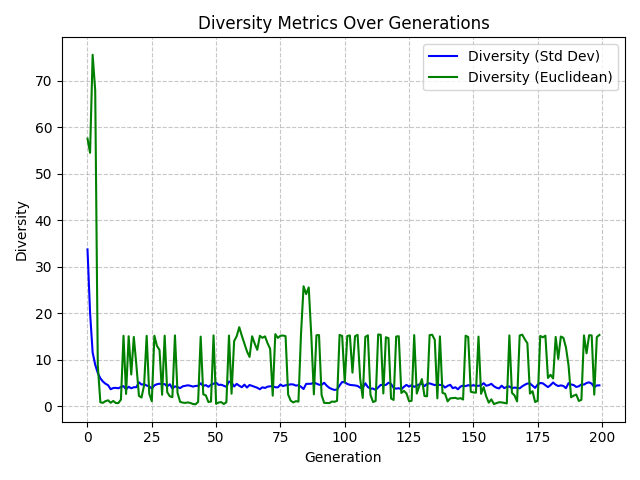 Diversity Metrics Over Generations
Diversity (Std Dev)
Diversity (Euclidean)
Diversity
70
60
50
40
30
20
10
0
0 25 50 75 100 125 150 175 200
Generation